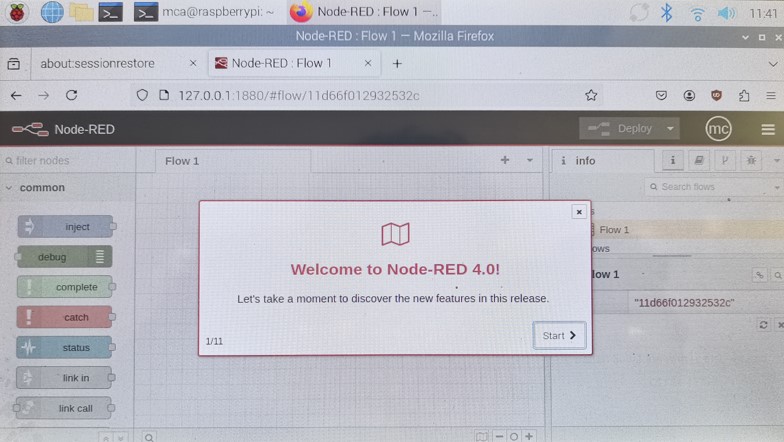 mca@raspberrypi: ~
Node-RED : Flow 1 —...
11:41
Node-RED : Flow 1 — Mozilla Firefox
about:sessionrestore
Node-RED : Flow 1
127.0.0.1:1880/#flow/11d66f012932532c
Node-RED
Deploy
mc
filter nodes
Flow 1
info
common
Search flows
inject
debug
complete
catch
status
link in
link call
Flow 1
ows
low 1
"11d66f012932532c"
Welcome to Node-RED 4.0!
Let's take a moment to discover the new features in this release.
1/11
Start